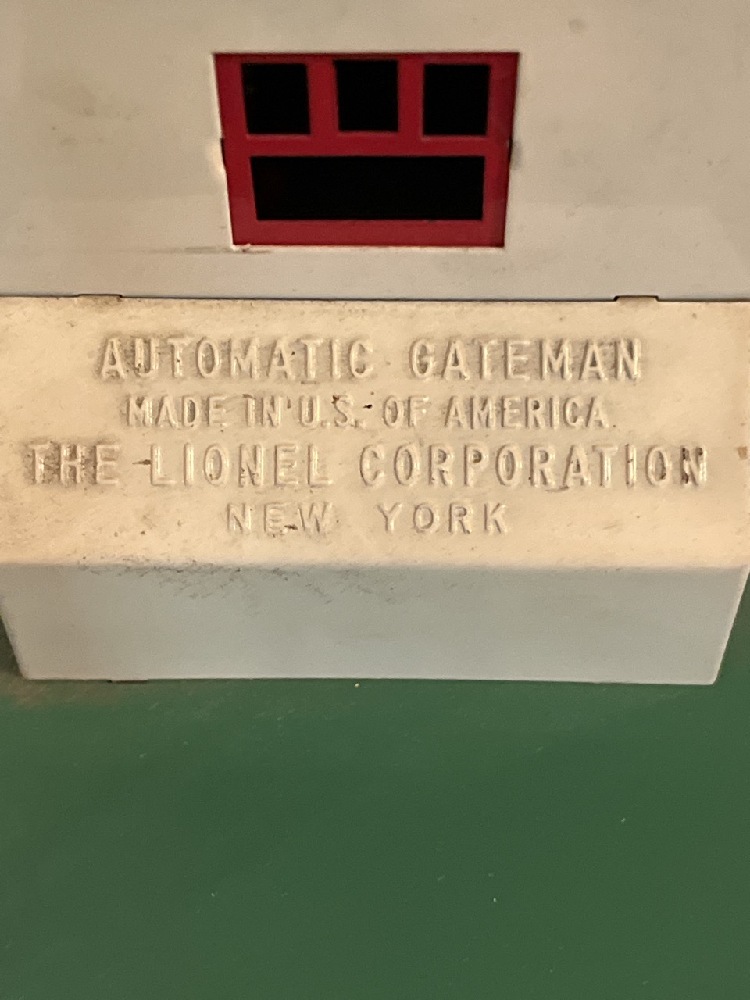 AUTOMATIC GATEMAN
MADE IN U.S. OF AMERICA
THE LIONEL CORPORATION
NEW YORK